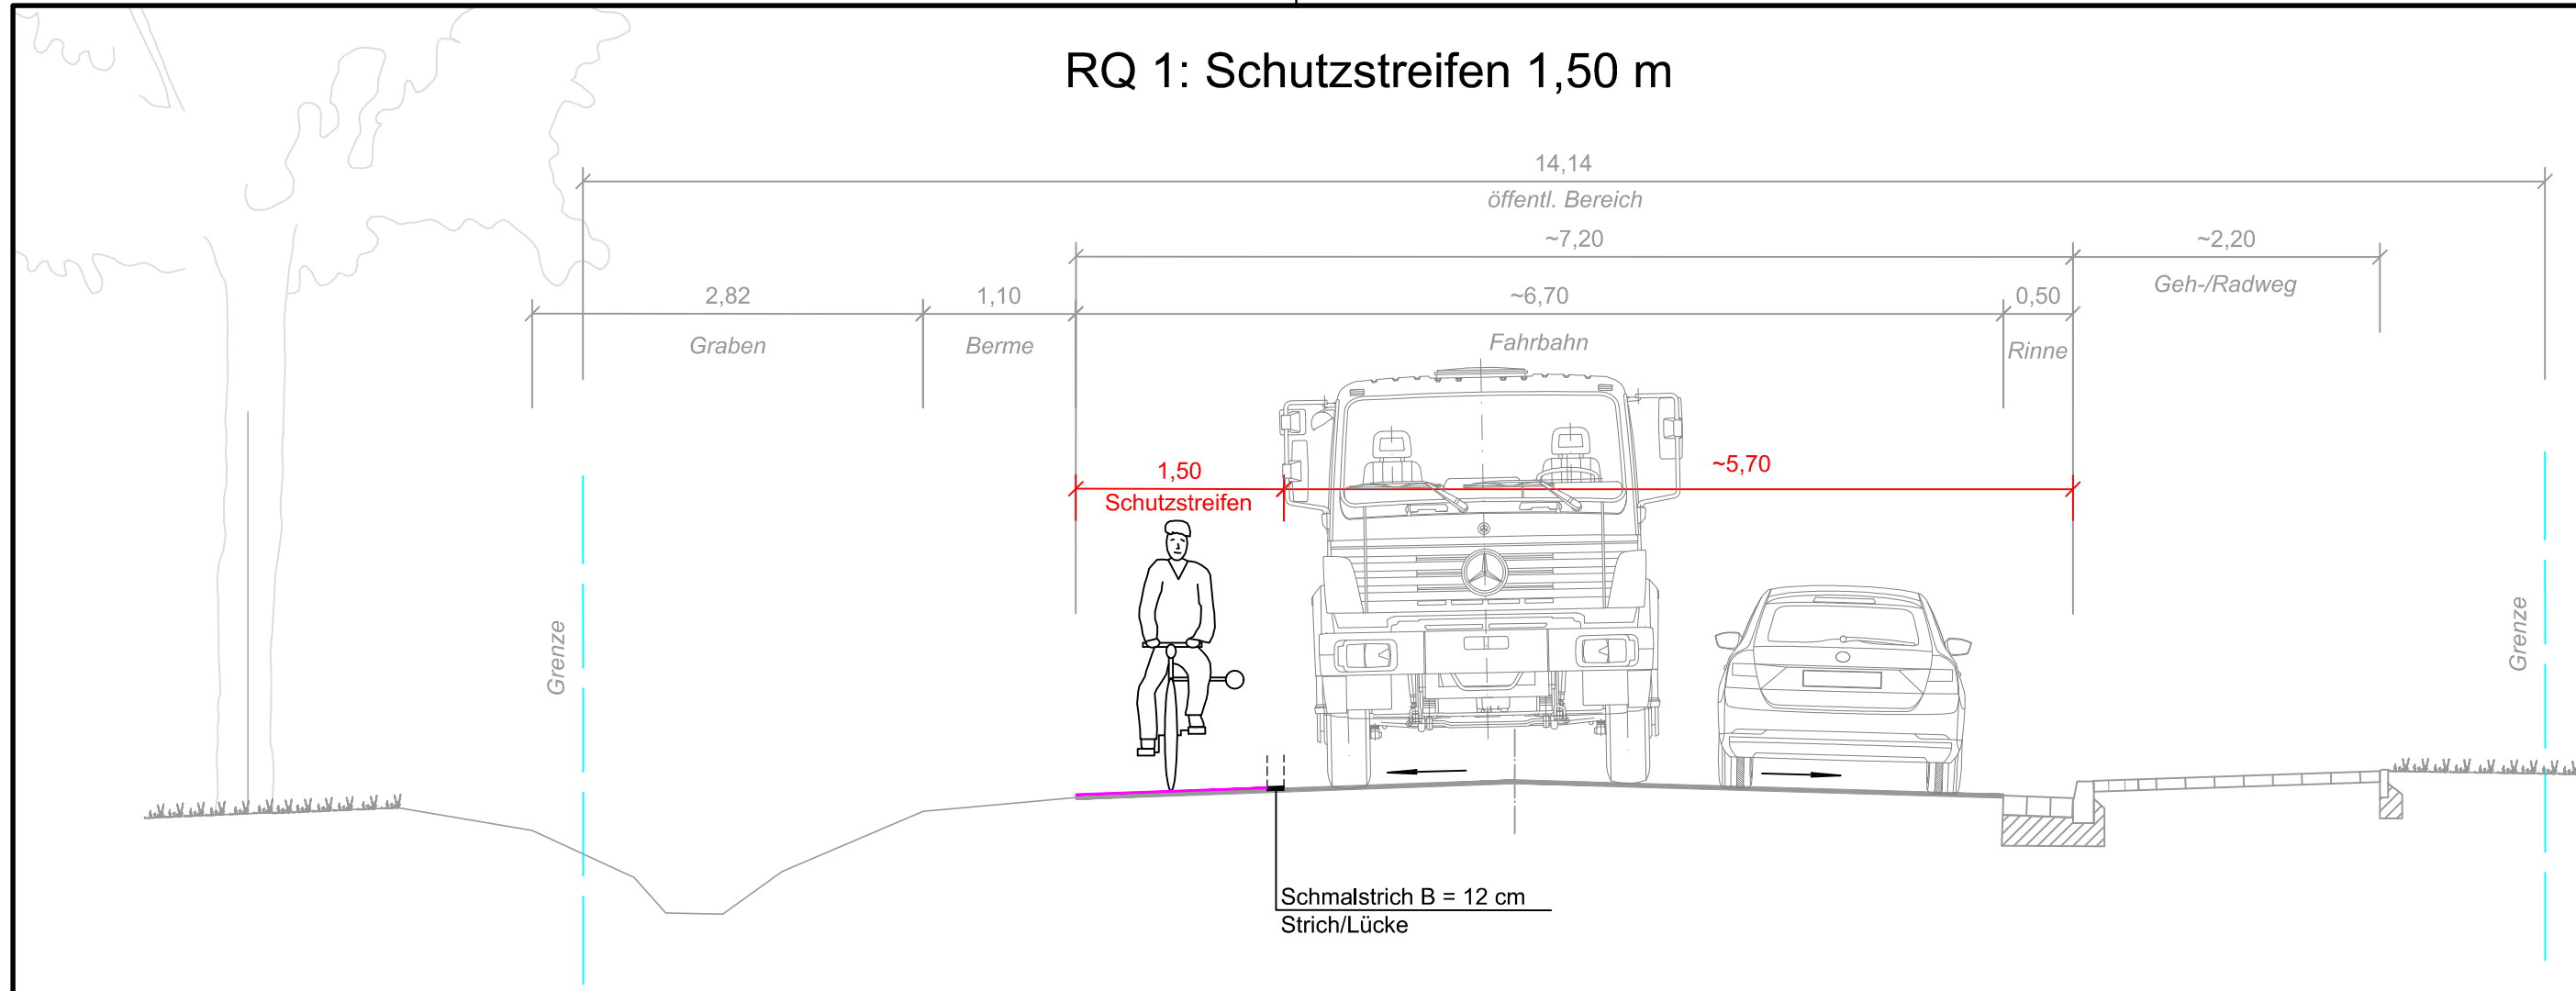 RQ 1: Schutzstreifen 1,50 m
14,14
öffentl. Bereich
~7,20
~2,20
Geh-/Radweg
2,82
1,10
~6,70
0,50
Graben
Berme
Fahrbahn
Rinne
1,50
~5,70
Schutzstreifen
Grenze
Grenze
Schmalstrich B = 12 cm
Strich/Lücke